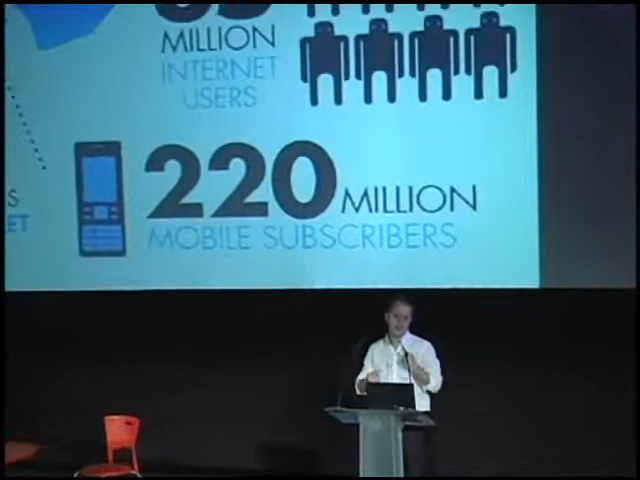 MILLION
INTERNET
USERS
220 MILLION
MOBILE SUBSCRIBERS